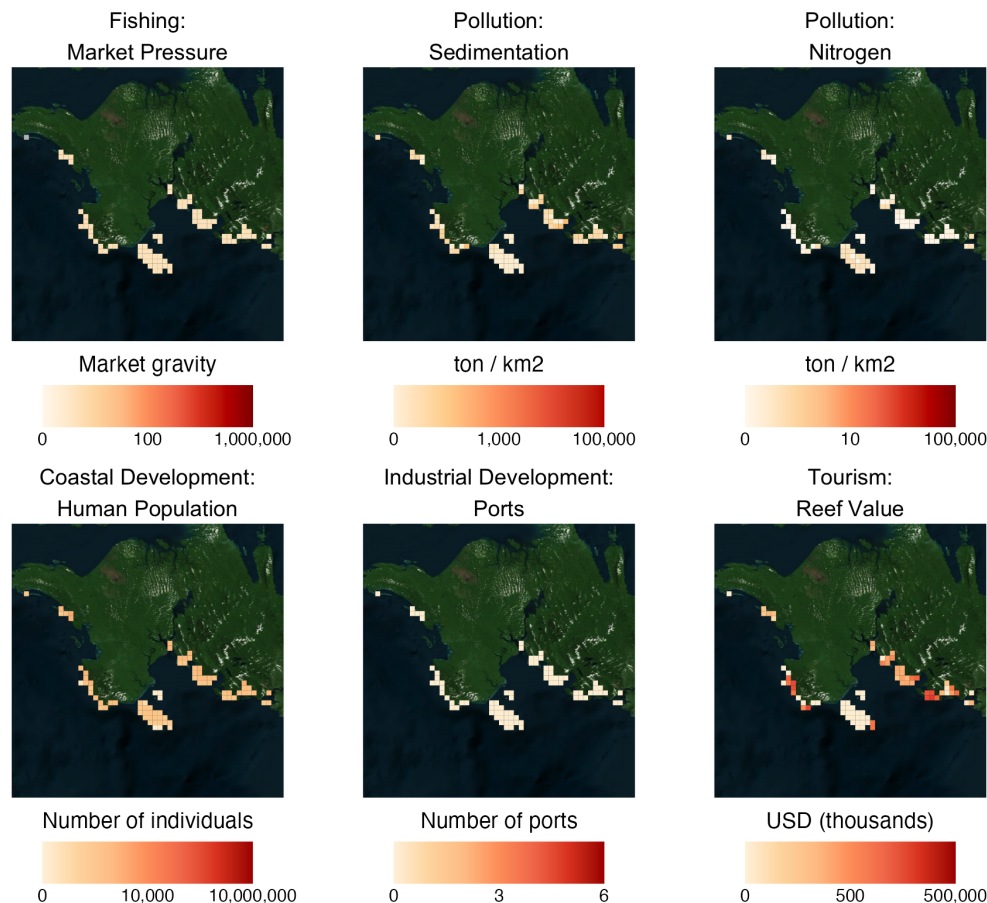 Fishing:
Market Pressure
Pollution:
Sedimentation
Pollution:
Nitrogen
Market gravity
0 100 1,000,000
ton / km2
0 1,000 100,000
ton / km2
0 10 100,000
Coastal Development:
Human Population
Industrial Development:
Ports
Tourism:
Reef Value
Number of individuals
0 10,000 10,000,000
Number of ports
0 3 6
USD (thousands)
0 500 500,000